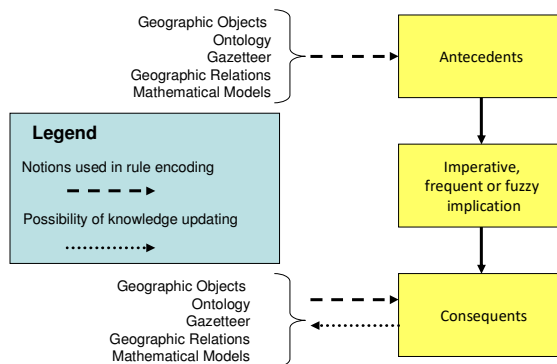 Geographic Objects
Ontology
Gazetteer
Geographic Relations
Mathematical Models
Antecedents
Legend
Notions used in rule encoding
Possibility of knowledge updating
Imperative,
frequent or fuzzy
implication
Geographic Objects
Ontology
Gazetteer
Geographic Relations
Mathematical Models
Consequents